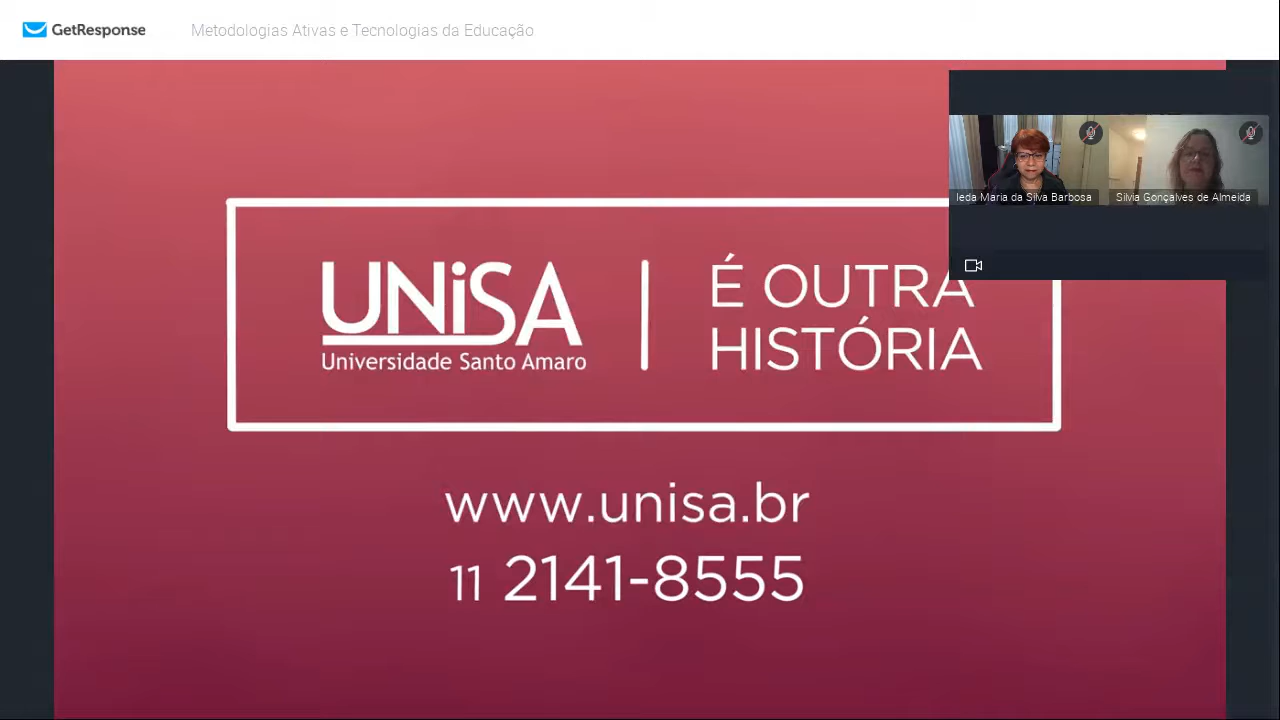 GetResponse
Metodologias Ativas e Tecnologias da Educação
Ieda Maria da Silva Barbosa
Silvia Gonçalves de Almeida
UNiSA
Universidade Santo Amaro
É OUTRA
HISTÓRIA
www.unisa.br
11 2141-8555